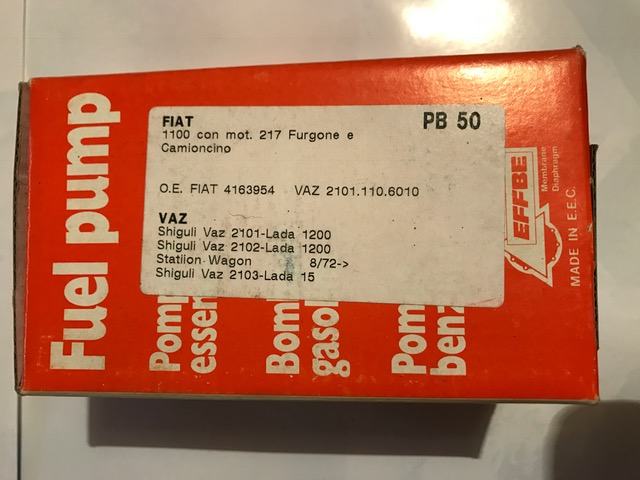 FIAT
PB 50
1100 con mot. 217 Furgone e
Camioncino
O.E. FIAT 4163954 VAZ 2101.110.6010
VAZ
Shiguli Vaz 2101-Lada 1200
Shiguli Vaz 2102-Lada 1200
Statiion Wagon 8/72->
Shiguli Vaz 2103-Lada 15
Fuel pump
EFFBE
Membrane
Diaphragm
MADE IN E.E.C.